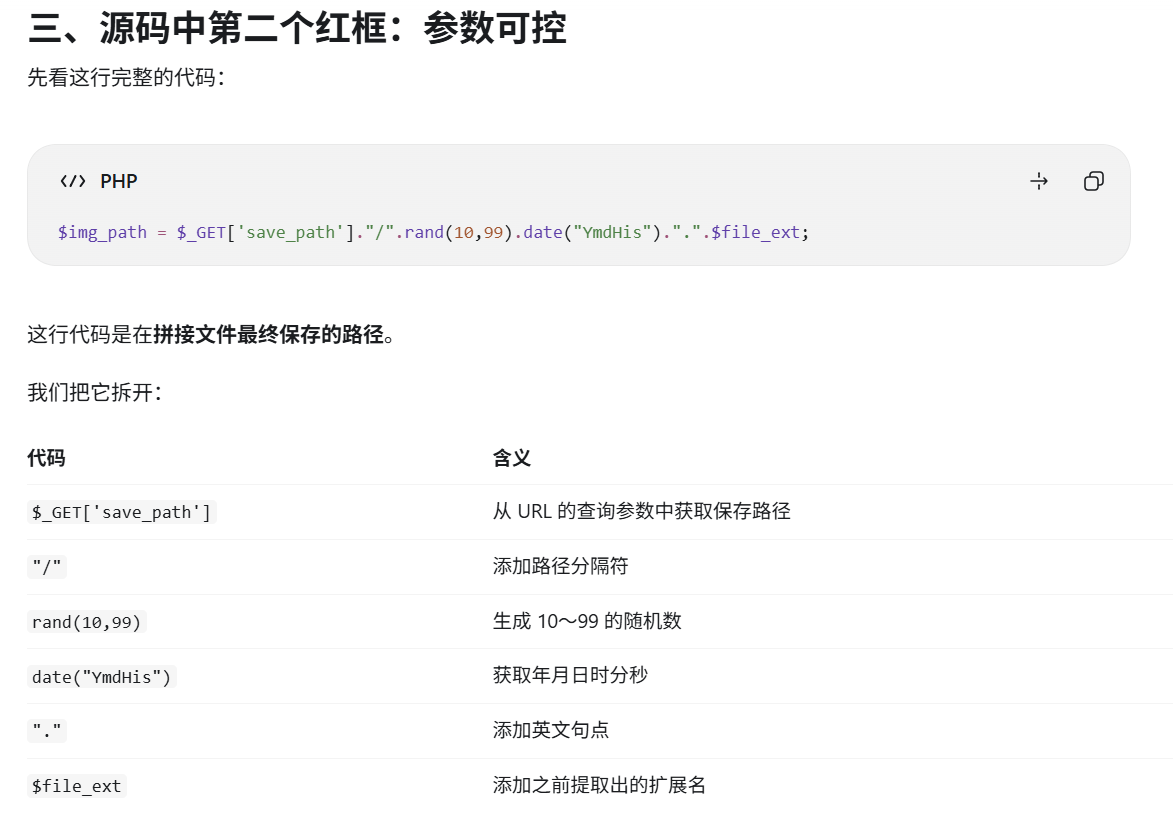 三、源码中第二个红框：参数可控
先看这行完整的代码：
PHP
$img_path = $_GET['save_path']."/".rand(10,99).date("YmdHis").".".$file_ext;
这行代码是在拼接文件最终保存的路径。
我们把它拆开：
代码 含义
$_GET['save_path'] 从 URL 的查询参数中获取保存路径
"/" 添加路径分隔符
rand(10,99) 生成 10～99 的随机数
date("YmdHis") 获取年月日时分秒
"." 添加英文句点
$file_ext 添加之前提取出的扩展名